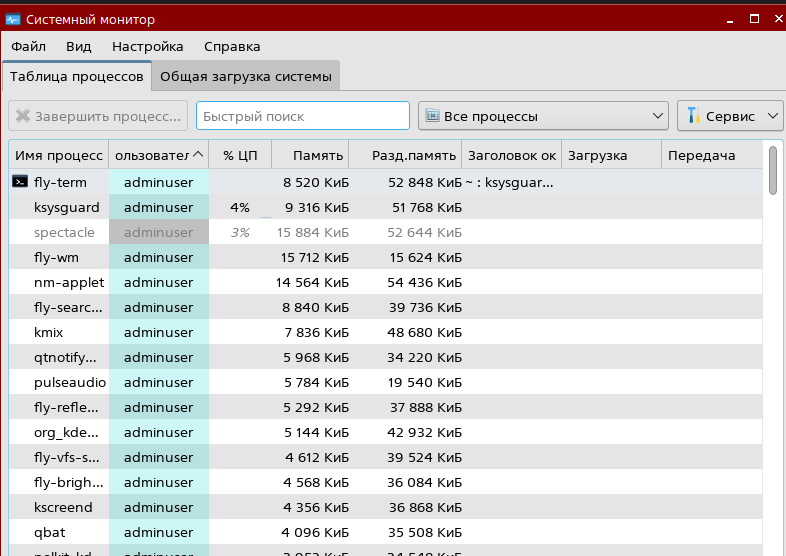 Системный монитор
Файл Вид Настройка Справка
Таблица процессов Общая загрузка системы
Завершить процесс... Быстрый поиск Все процессы Сервис
Имя процесс ользовател % ЦП Память Разд.память Заголовок ок Загрузка Передача
fly-term adminuser 8 520 КиБ 52 848 КиБ ~ : ksysguar...
ksysguard adminuser 4% 9 316 КиБ 51 768 КиБ
spectacle adminuser 3% 15 884 КиБ 52 644 КиБ
fly-wm adminuser 15 712 КиБ 15 624 КиБ
nm-applet adminuser 14 564 КиБ 54 436 КиБ
fly-searc... adminuser 8 840 КиБ 39 736 КиБ
kmix adminuser 7 836 КиБ 48 680 КиБ
qtnotify... adminuser 5 968 КиБ 34 220 КиБ
pulseaudio adminuser 5 784 КиБ 19 540 КиБ
fly-refle... adminuser 5 292 КиБ 37 888 КиБ
org_kde... adminuser 5 144 КиБ 42 932 КиБ
fly-vfs-s... adminuser 4 612 КиБ 39 524 КиБ
fly-brigh... adminuser 4 568 КиБ 36 084 КиБ
kscreend adminuser 4 356 КиБ 36 868 КиБ
qbat adminuser 4 096 КиБ 35 508 КиБ